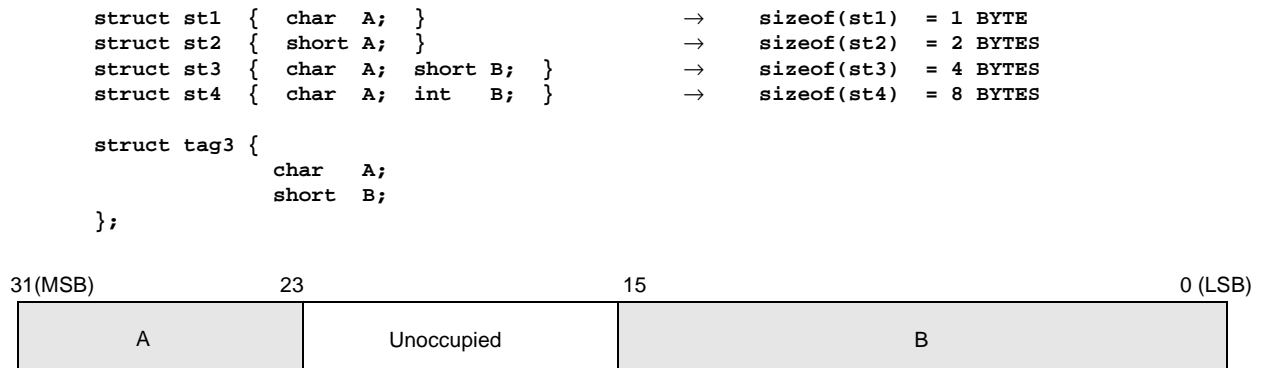 struct st1 { char A; } → sizeof(st1) = 1 BYTE
struct st2 { short A; } → sizeof(st2) = 2 BYTES
struct st3 { char A; short B; } → sizeof(st3) = 4 BYTES
struct st4 { char A; int B; } → sizeof(st4) = 8 BYTES
struct tag3 {
char A;
short B;
};
31(MSB) 23 15 0 (LSB)
A Unoccupied B